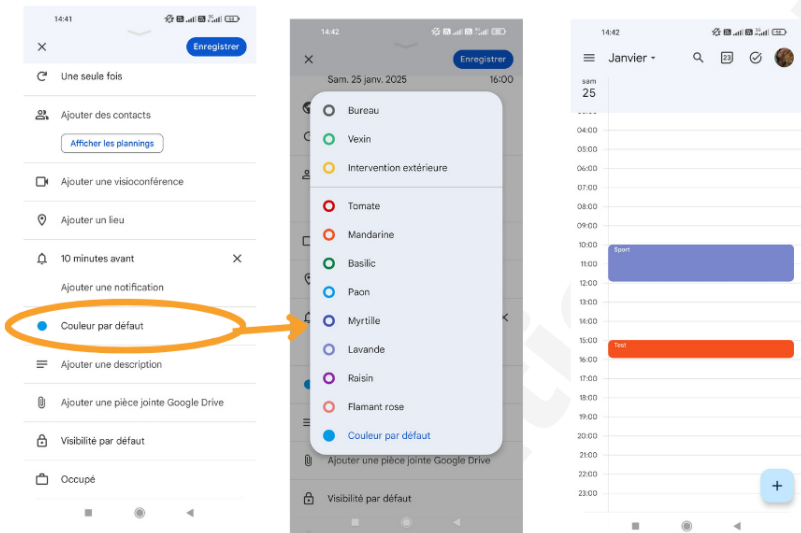 14:41
Enregistrer
Une seule fois
Ajouter des contacts
Afficher les plannings
Ajouter une visioconférence
Ajouter un lieu
10 minutes avant
Ajouter une notification
Couleur par défaut
Ajouter une description
Ajouter une pièce jointe Google Drive
Visibilité par défaut
Occupé
14:42
Enregistrer
Sam. 25 janv. 2025 16:00
Bureau
Vexin
Intervention extérieure
Tomate
Mandarine
Basilic
Paon
Myrtille
Lavande
Raisin
Flamant rose
Couleur par défaut
Ajouter une pièce jointe Google Drive
Visibilité par défaut
14:42
Janvier
23
sam
25
04:00
05:00
06:00
07:00
08:00
09:00
10:00
Sport
11:00
12:00
13:00
14:00
15:00
Test
16:00
17:00
18:00
19:00
20:00
21:00
22:00
23:00